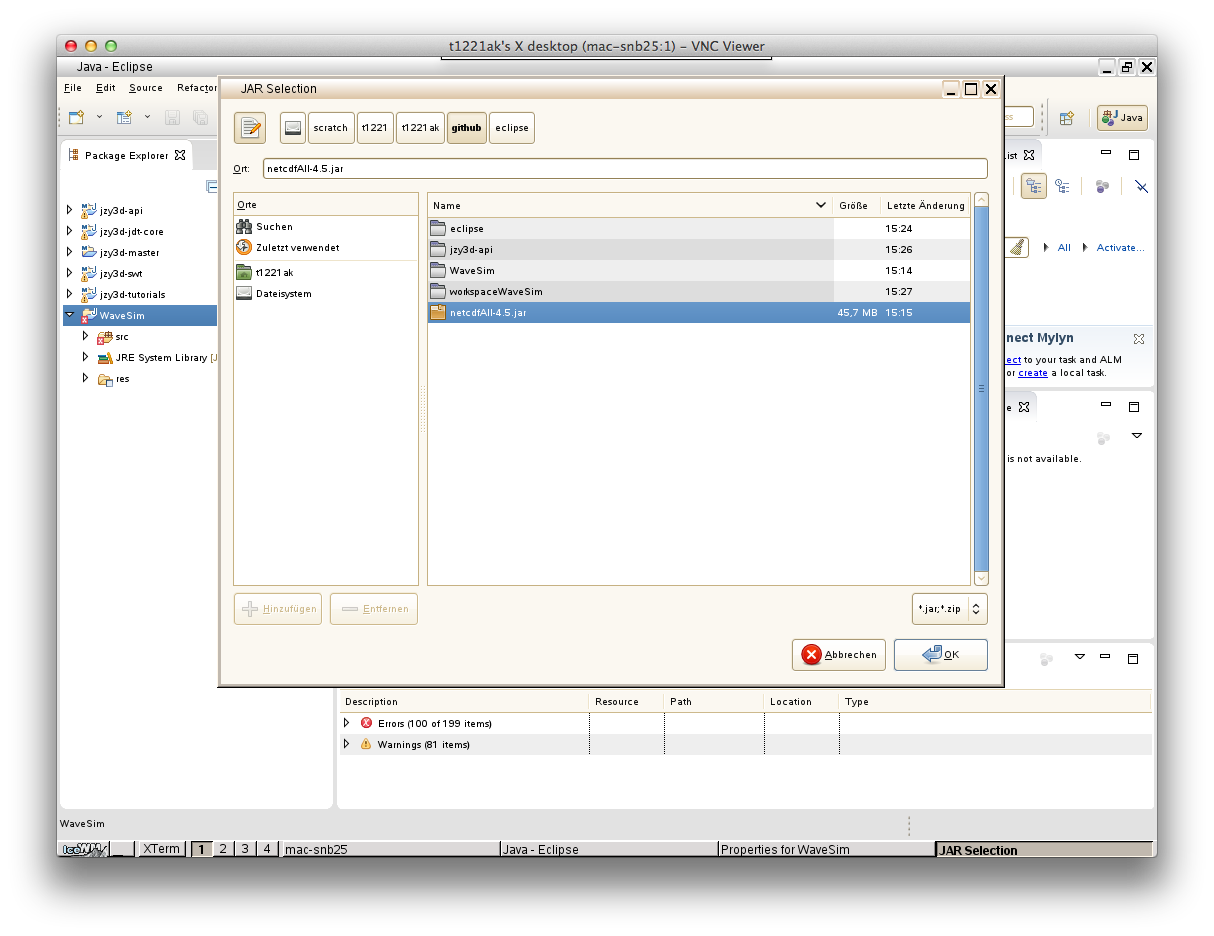 t1221ak's X desktop (mac-snb25:1) – VNC Viewer
Java - Eclipse
File Edit Source Refactor
JAR Selection
scratch t1221 t1221ak github eclipse
Java
Ort: netcdfAll-4.5.jar
Package Explorer
Orte
Suchen
Zuletzt verwendet
t1221ak
Dateisystem
Name Größe Letzte Änderung
eclipse 15:24
jzy3d-api 15:26
WaveSim 15:14
workspaceWaveSim 15:27
netcdfAll-4.5.jar 45,7 MB 15:15
jzy3d-api
jzy3d-jdt-core
jzy3d-master
jzy3d-swt
jzy3d-tutorials
WaveSim
src
JRE System Library [J
res
ist
All Activate...
nect Mylyn
ect to your task and ALM
or create a local task.
e
is not available.
Hinzufügen Entfernen *.jar;*.zip
Abbrechen OK
Description Resource Path Location Type
Errors (100 of 199 items)
Warnings (81 items)
WaveSim
IceWM XTerm 1 2 3 4 mac-snb25 Java - Eclipse Properties for WaveSim JAR Selection